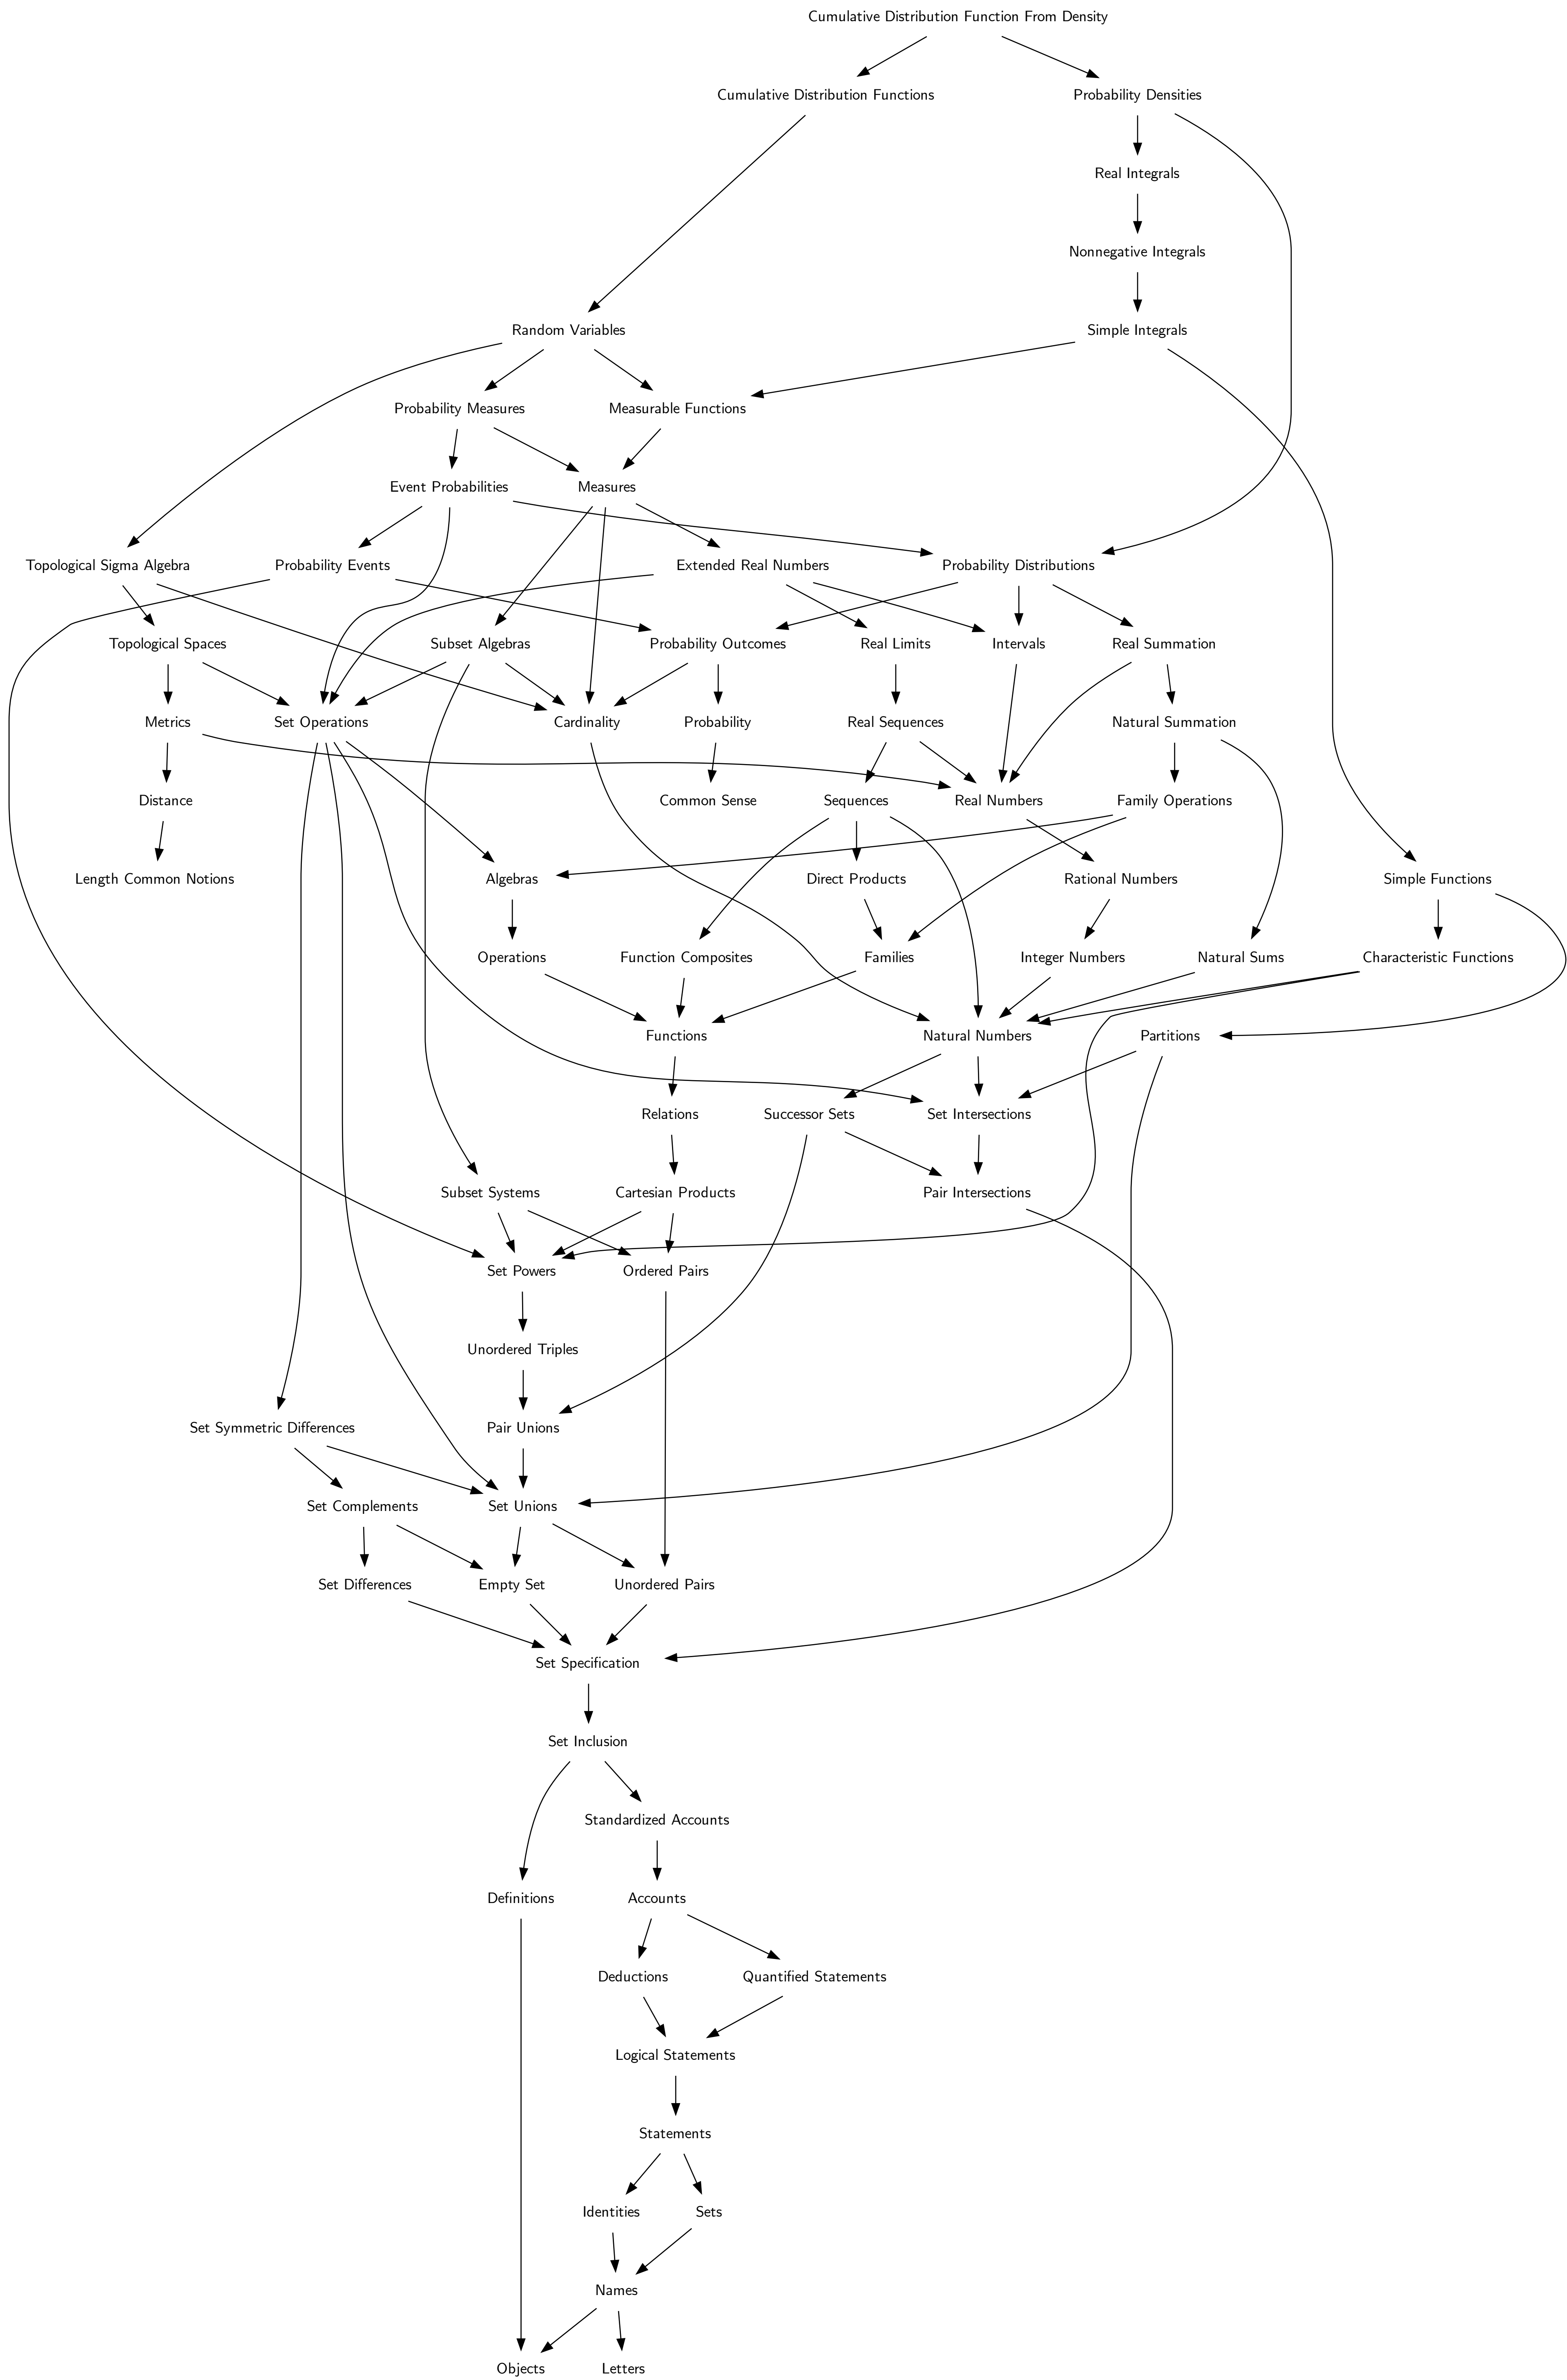 Cumulative Distribution Function From Density
Cumulative Distribution Functions
Probability Densities
Real Integrals
Nonnegative Integrals
Random Variables
Simple Integrals
Probability Measures
Measurable Functions
Event Probabilities
Measures
Topological Sigma Algebra
Probability Events
Extended Real Numbers
Probability Distributions
Topological Spaces
Subset Algebras
Probability Outcomes
Real Limits
Intervals
Real Summation
Metrics
Set Operations
Cardinality
Probability
Real Sequences
Natural Summation
Distance
Common Sense
Sequences
Real Numbers
Family Operations
Length Common Notions
Algebras
Direct Products
Rational Numbers
Simple Functions
Operations
Function Composites
Families
Integer Numbers
Natural Sums
Characteristic Functions
Functions
Natural Numbers
Partitions
Relations
Successor Sets
Set Intersections
Subset Systems
Cartesian Products
Pair Intersections
Set Powers
Ordered Pairs
Unordered Triples
Set Symmetric Differences
Pair Unions
Set Complements
Set Unions
Set Differences
Empty Set
Unordered Pairs
Set Specification
Set Inclusion
Standardized Accounts
Definitions
Accounts
Deductions
Quantified Statements
Logical Statements
Statements
Identities
Sets
Names
Objects
Letters